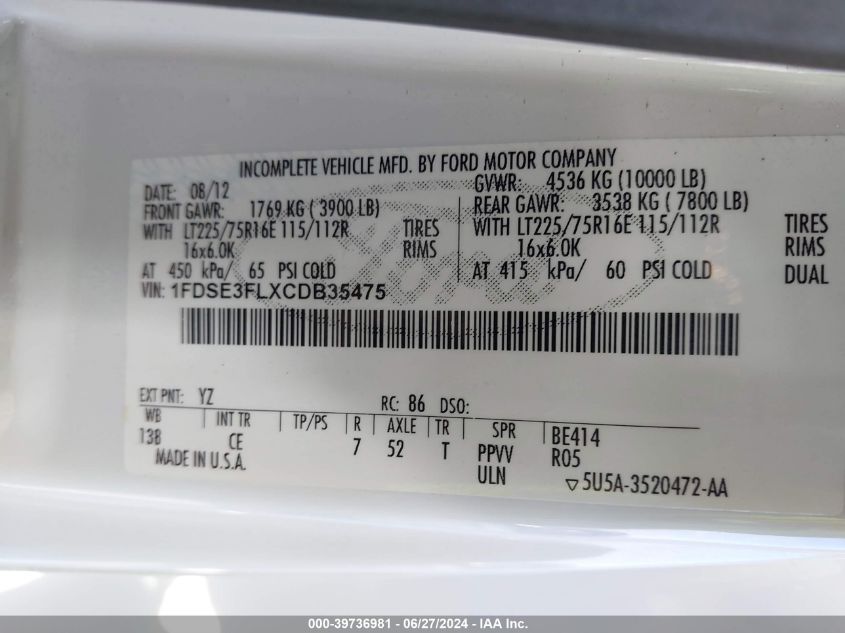 INCOMPLETE VEHICLE MFD. BY FORD MOTOR COMPANY
DATE: 08/12 GVWR: 4536 KG (10000 LB)
FRONT GAWR: 1769 KG ( 3900 LB) REAR GAWR: 3538 KG ( 7800 LB)
WITH LT225/75R16E 115/112R TIRES WITH LT225/75R16E 115/112R TIRES
16x6.0K RIMS 16x6.0K RIMS
AT 450 kPa/ 65 PSI COLD AT 415 kPa/ 60 PSI COLD DUAL
VIN: 1FDSE3FLXCDB35475
EXT PNT: YZ RC: 86 DSO:
WB INT TR TP/PS R AXLE TR SPR BE414
138 CE 7 52 T PPVV R05
MADE IN U.S.A. ULN ▽5U5A-3520472-AA
000-39736981 - 06/27/2024 - IAA Inc.